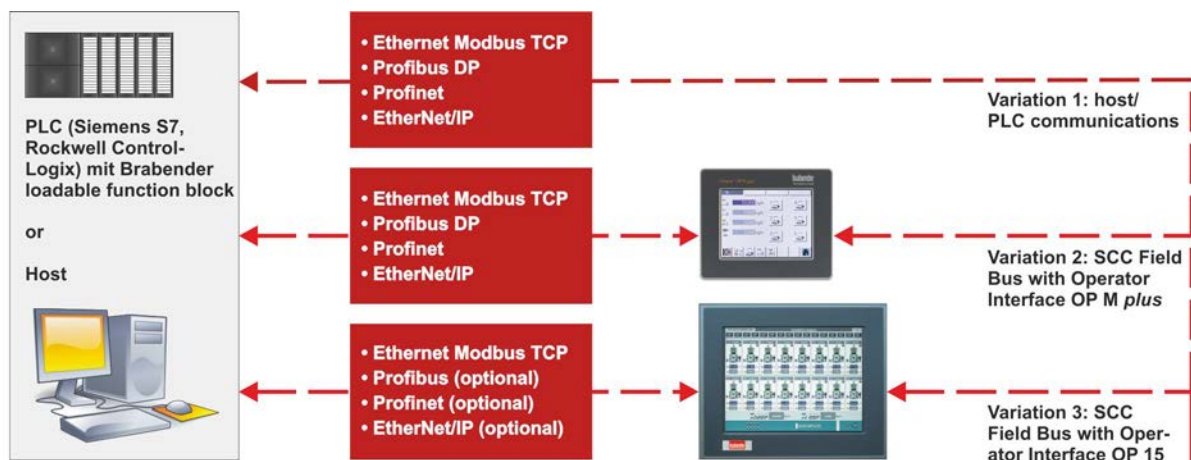 PLC (Siemens S7,
Rockwell Control-
Logix) mit Brabender
loadable function block
or
Host
• Ethernet Modbus TCP
• Profibus DP
• Profinet
• EtherNet/IP
Variation 1: host/
PLC communications
• Ethernet Modbus TCP
• Profibus DP
• Profinet
• EtherNet/IP
Variation 2: SCC Field
Bus with Operator
Interface OP M plus
• Ethernet Modbus TCP
• Profibus (optional)
• Profinet (optional)
• EtherNet/IP (optional)
Variation 3: SCC
Field Bus with Oper-
ator Interface OP 15